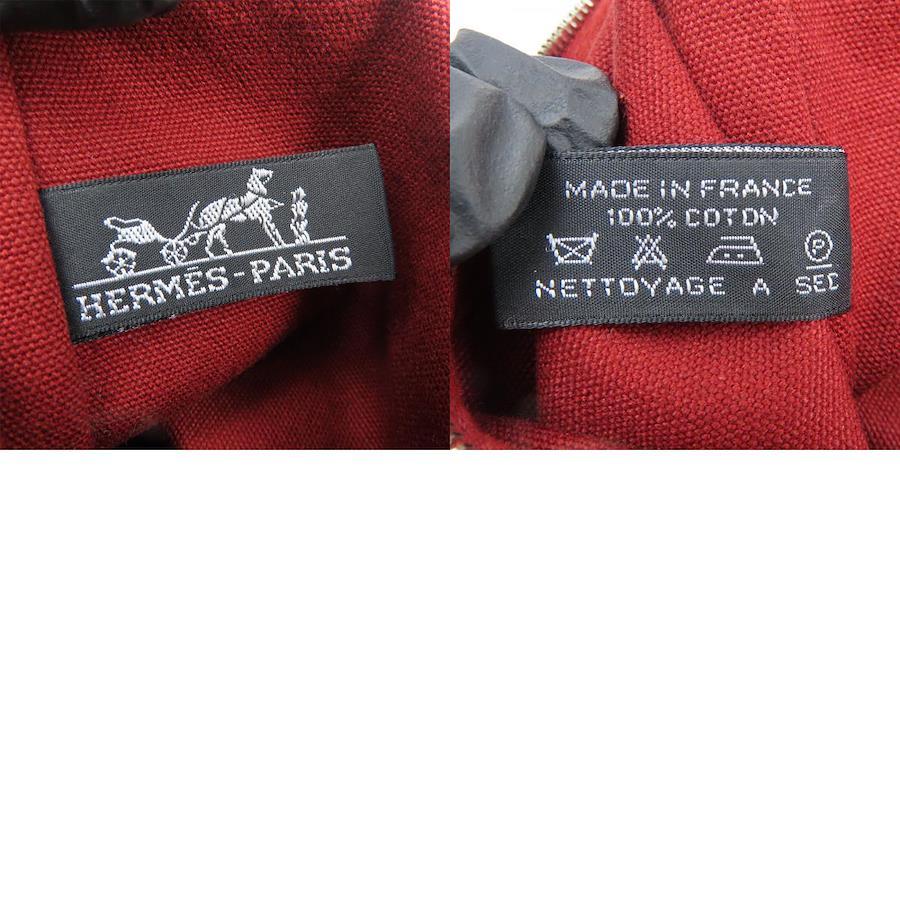 HERMÈS-PARIS
MADE IN FRANCE
100% COTON
P
NETTOYAGE A SEC